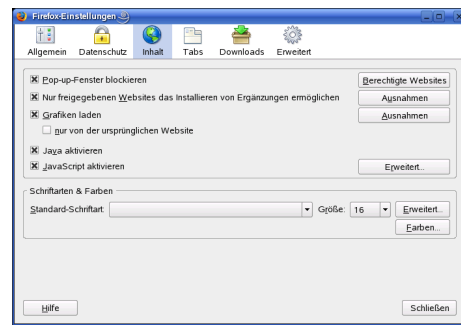 Firefox-Einstellungen
Allgemein Datenschutz Inhalt Tabs Downloads Erweitert
Pop-up-Fenster blockieren Berechtigte Websites
Nur freigegebenen Websites das Installieren von Ergänzungen ermöglichen Ausnahmen
Grafiken laden Ausnahmen
nur von der ursprünglichen Website
Java aktivieren
JavaScript aktivieren Erweitert...
Schriftarten & Farben
Standard-Schriftart: Größe: 16 Erweitert...
Farben...
Hilfe Schließen